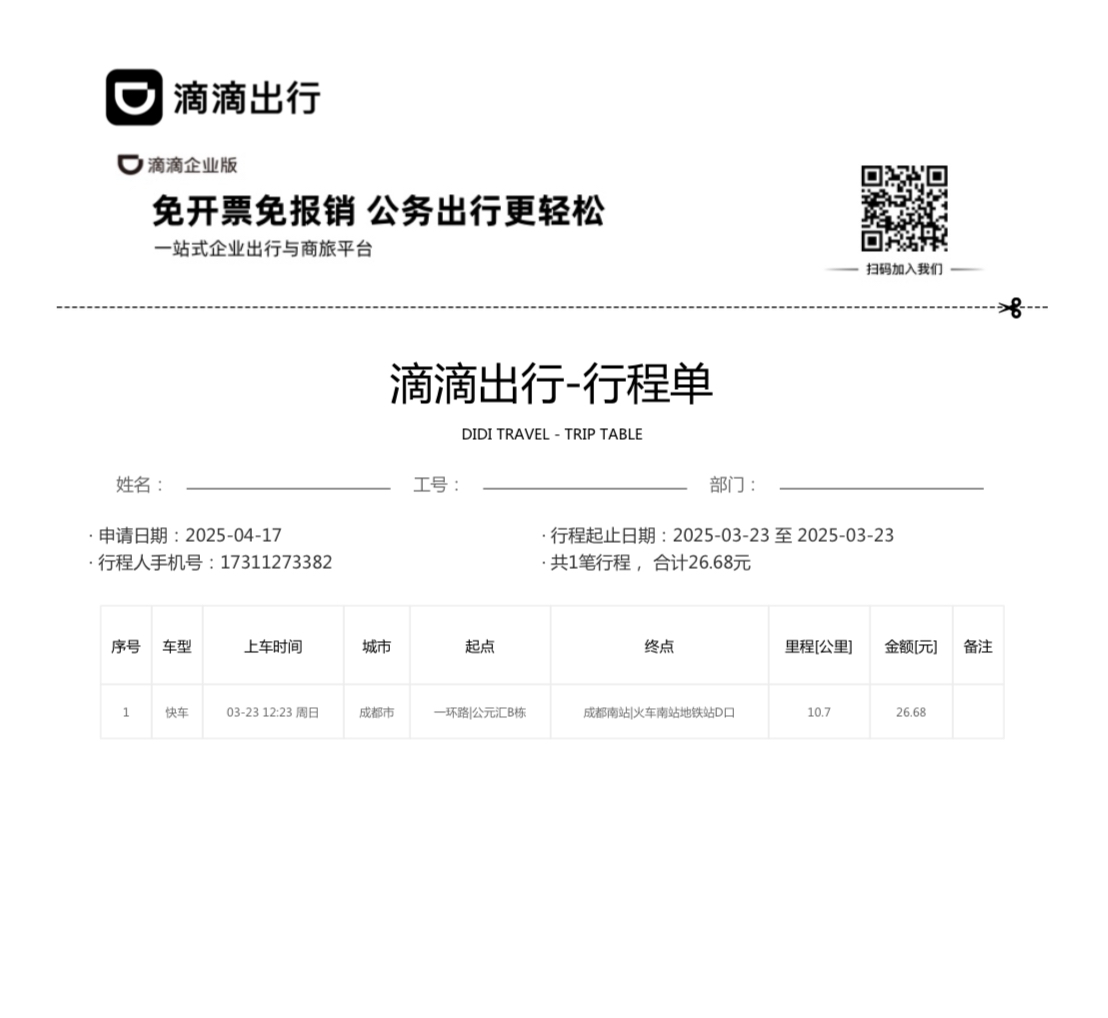 滴滴出行
滴滴企业版
免开票免报销 公务出行更轻松
一站式企业出行与商旅平台
扫码加入我们
滴滴出行-行程单
DIDI TRAVEL - TRIP TABLE
姓名： 工号： 部门：
· 申请日期：2025-04-17 · 行程起止日期：2025-03-23 至 2025-03-23
· 行程人手机号：17311273382 · 共1笔行程， 合计26.68元
序号 车型 上车时间 城市 起点 终点 里程[公里] 金额[元] 备注
1 快车 03-23 12:23 周日 成都市 一环路|公元汇B栋 成都南站|火车南站地铁站D口 10.7 26.68